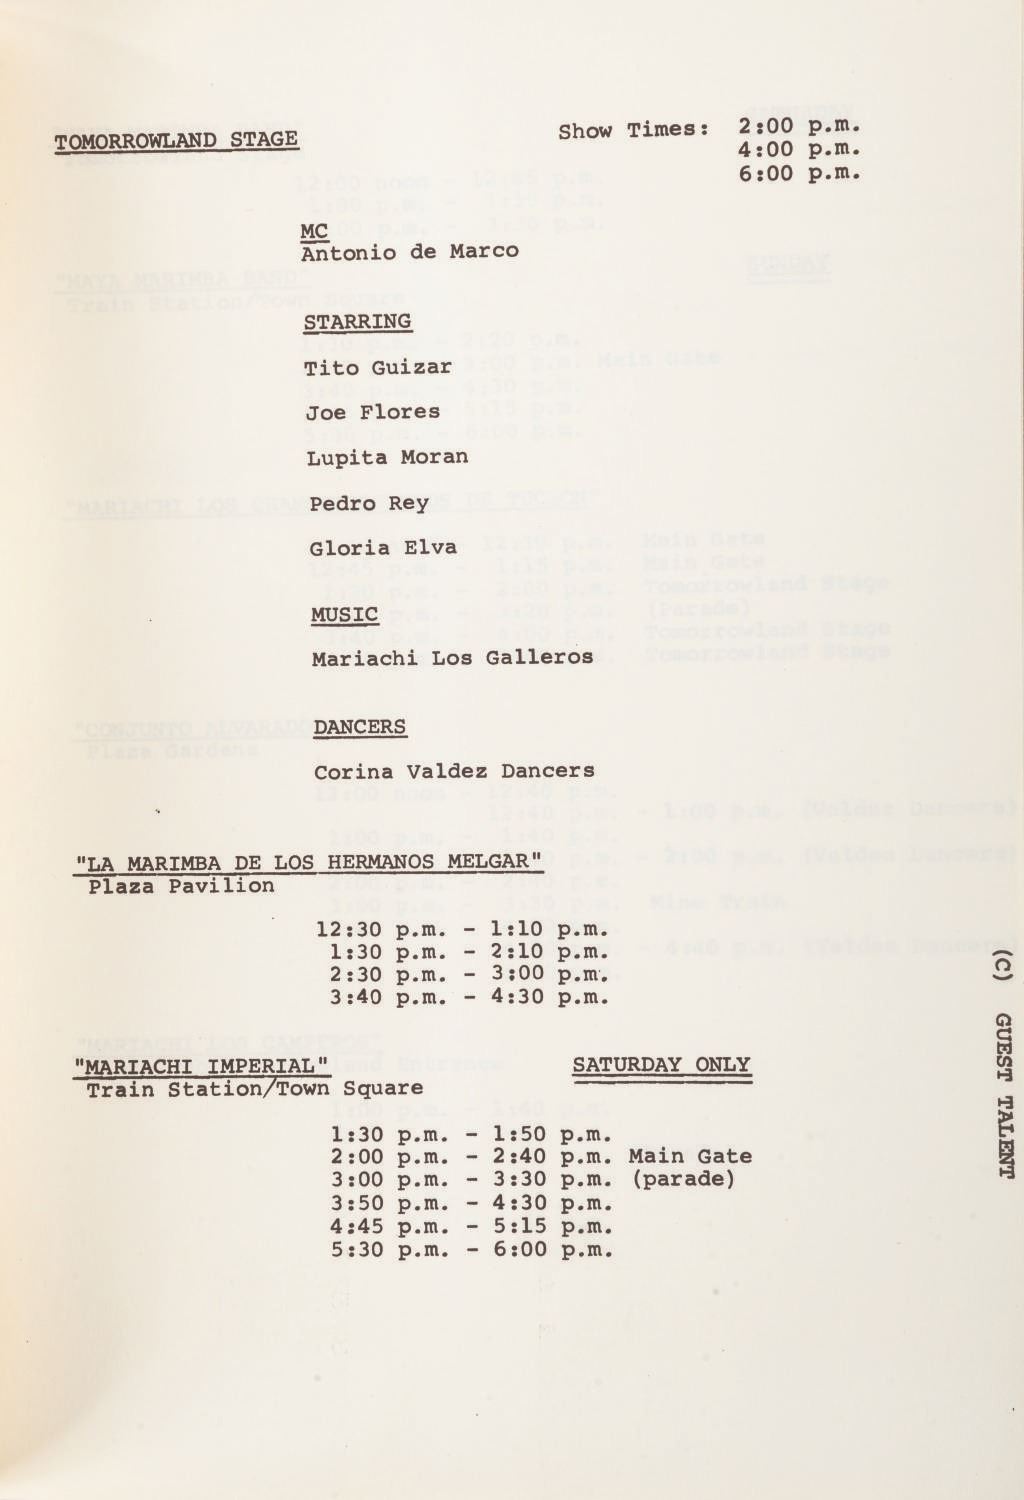 TOMORROWLAND STAGE Show Times: 2:00 p.m.
4:00 p.m.
6:00 p.m.
MC
Antonio de Marco
STARRING
Tito Guizar
Joe Flores
Lupita Moran
Pedro Rey
Gloria Elva
MUSIC
Mariachi Los Galleros
DANCERS
Corina Valdez Dancers
"LA MARIMBA DE LOS HERMANOS MELGAR"
Plaza Pavilion
12:30 p.m. - 1:10 p.m.
1:30 p.m. - 2:10 p.m.
2:30 p.m. - 3:00 p.m.
3:40 p.m. - 4:30 p.m.
"MARIACHI IMPERIAL" SATURDAY ONLY
Train Station/Town Square
1:30 p.m. - 1:50 p.m.
2:00 p.m. - 2:40 p.m. Main Gate
3:00 p.m. - 3:30 p.m. (parade)
3:50 p.m. - 4:30 p.m.
4:45 p.m. - 5:15 p.m.
5:30 p.m. - 6:00 p.m.
(C) GUEST TALENT